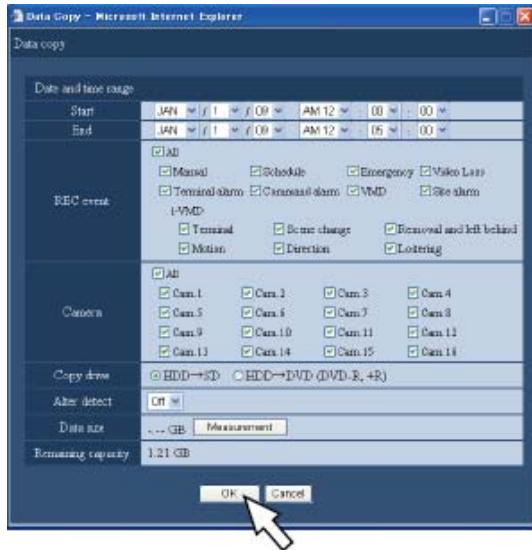 Data Copy - Microsoft Internet Explorer
Data copy
Date and time range
Start JAN / 1 / 09 AM 12 : 00 : 00
End JAN / 1 / 09 AM 12 : 05 : 00
REC event
All
Manual Schedule Emergency Video Loss
Terminal alarm Command alarm VMD Site alarm
i-VMD
Terminal Scene change Removal and left behind
Motion Direction Loitering
Camera
All
Cam.1 Cam.2 Cam.3 Cam.4
Cam.5 Cam.6 Cam.7 Cam.8
Cam.9 Cam.10 Cam.11 Cam.12
Cam.13 Cam.14 Cam.15 Cam.16
Copy drive HDD→SD HDD→DVD (DVD-R, +R)
Alter detect Off
Data size -.-- GB Measurement
Remaining capacity 1.21 GB
OK Cancel